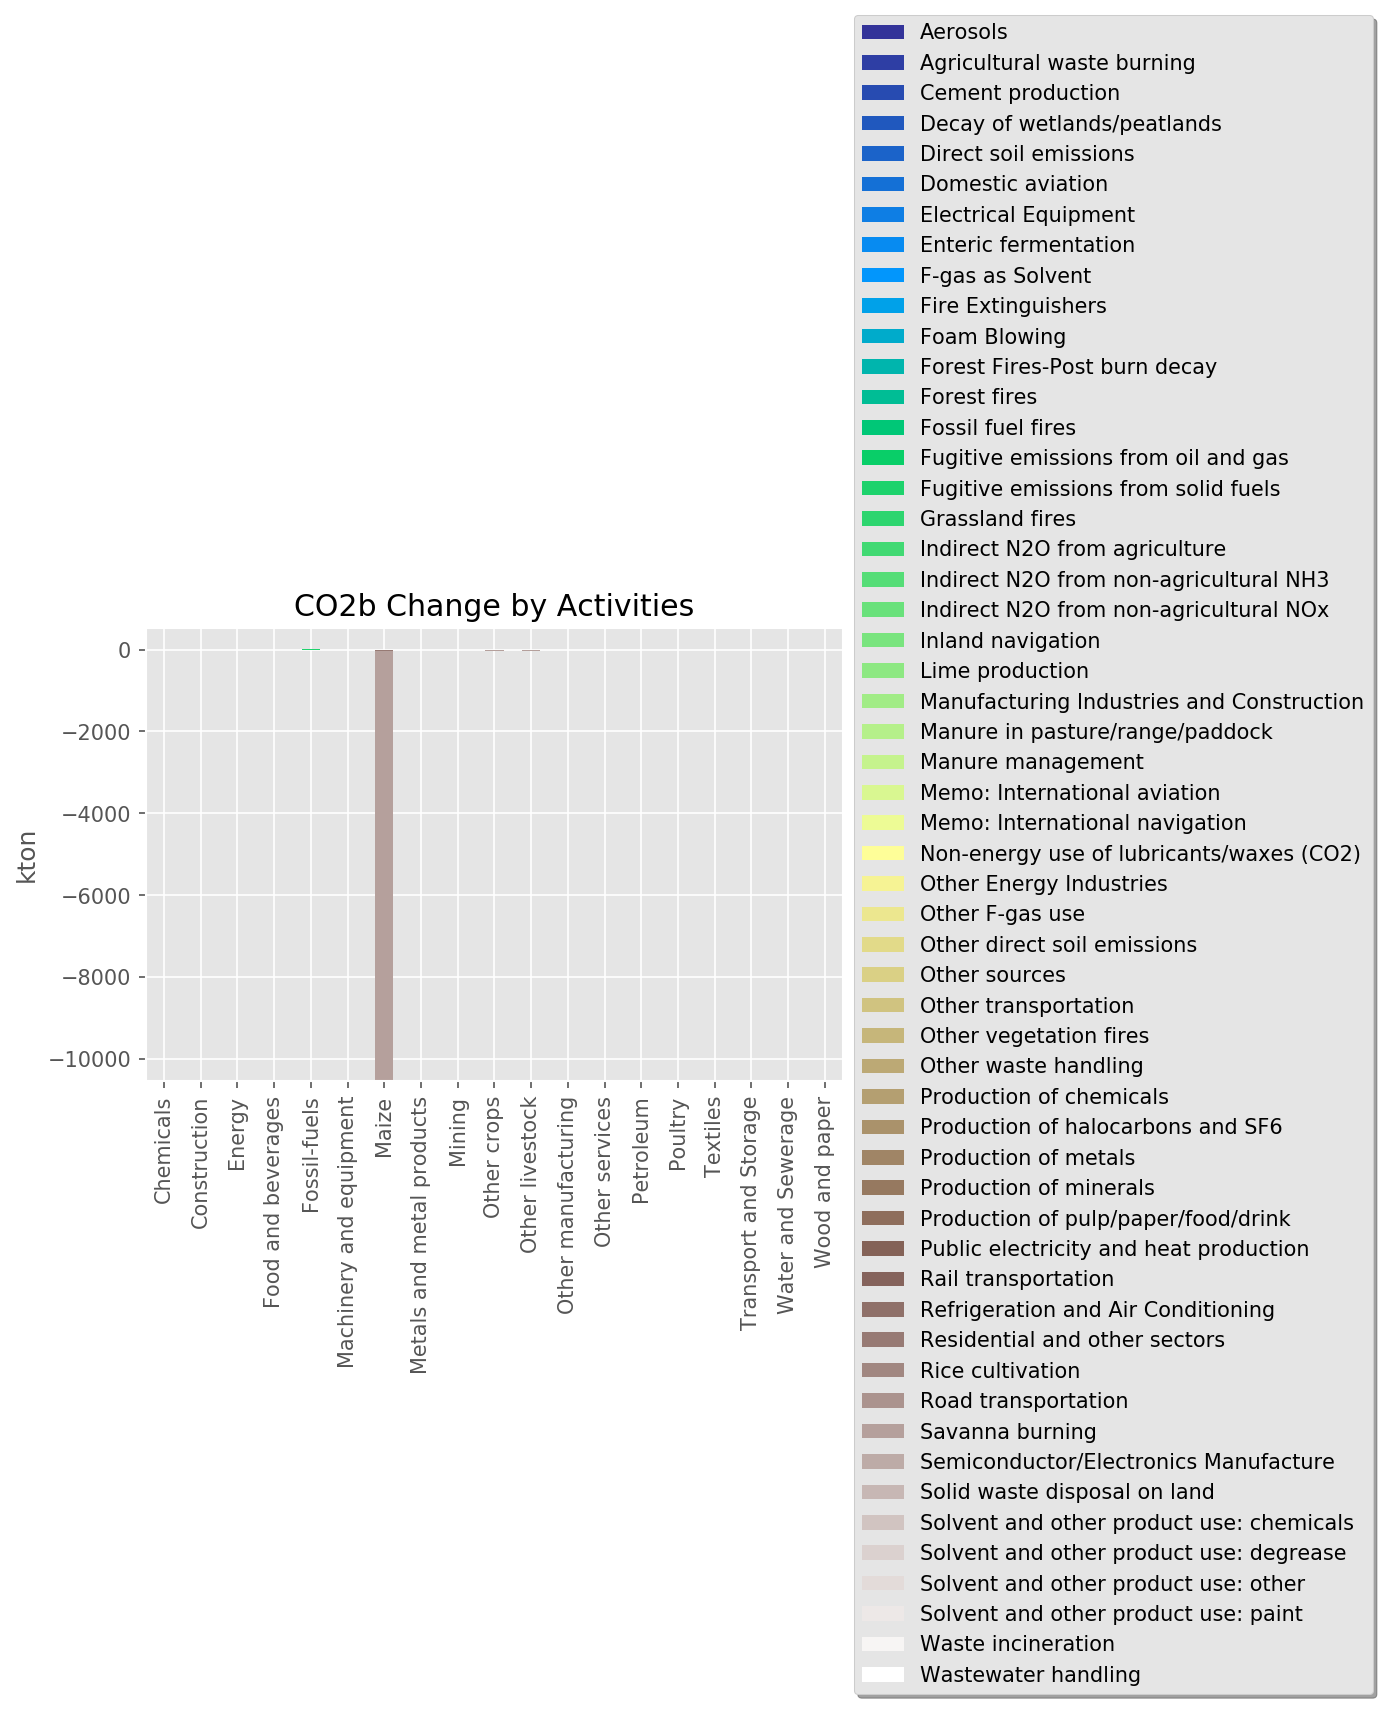 CO2b Change by Activities
kton
0
−2000
−4000
−6000
−8000
−10000
Chemicals
Construction
Energy
Food and beverages
Fossil-fuels
Machinery and equipment
Maize
Metals and metal products
Mining
Other crops
Other livestock
Other manufacturing
Other services
Petroleum
Poultry
Textiles
Transport and Storage
Water and Sewerage
Wood and paper
Aerosols
Agricultural waste burning
Cement production
Decay of wetlands/peatlands
Direct soil emissions
Domestic aviation
Electrical Equipment
Enteric fermentation
F-gas as Solvent
Fire Extinguishers
Foam Blowing
Forest Fires-Post burn decay
Forest fires
Fossil fuel fires
Fugitive emissions from oil and gas
Fugitive emissions from solid fuels
Grassland fires
Indirect N2O from agriculture
Indirect N2O from non-agricultural NH3
Indirect N2O from non-agricultural NOx
Inland navigation
Lime production
Manufacturing Industries and Construction
Manure in pasture/range/paddock
Manure management
Memo: International aviation
Memo: International navigation
Non-energy use of lubricants/waxes (CO2)
Other Energy Industries
Other F-gas use
Other direct soil emissions
Other sources
Other transportation
Other vegetation fires
Other waste handling
Production of chemicals
Production of halocarbons and SF6
Production of metals
Production of minerals
Production of pulp/paper/food/drink
Public electricity and heat production
Rail transportation
Refrigeration and Air Conditioning
Residential and other sectors
Rice cultivation
Road transportation
Savanna burning
Semiconductor/Electronics Manufacture
Solid waste disposal on land
Solvent and other product use: chemicals
Solvent and other product use: degrease
Solvent and other product use: other
Solvent and other product use: paint
Waste incineration
Wastewater handling